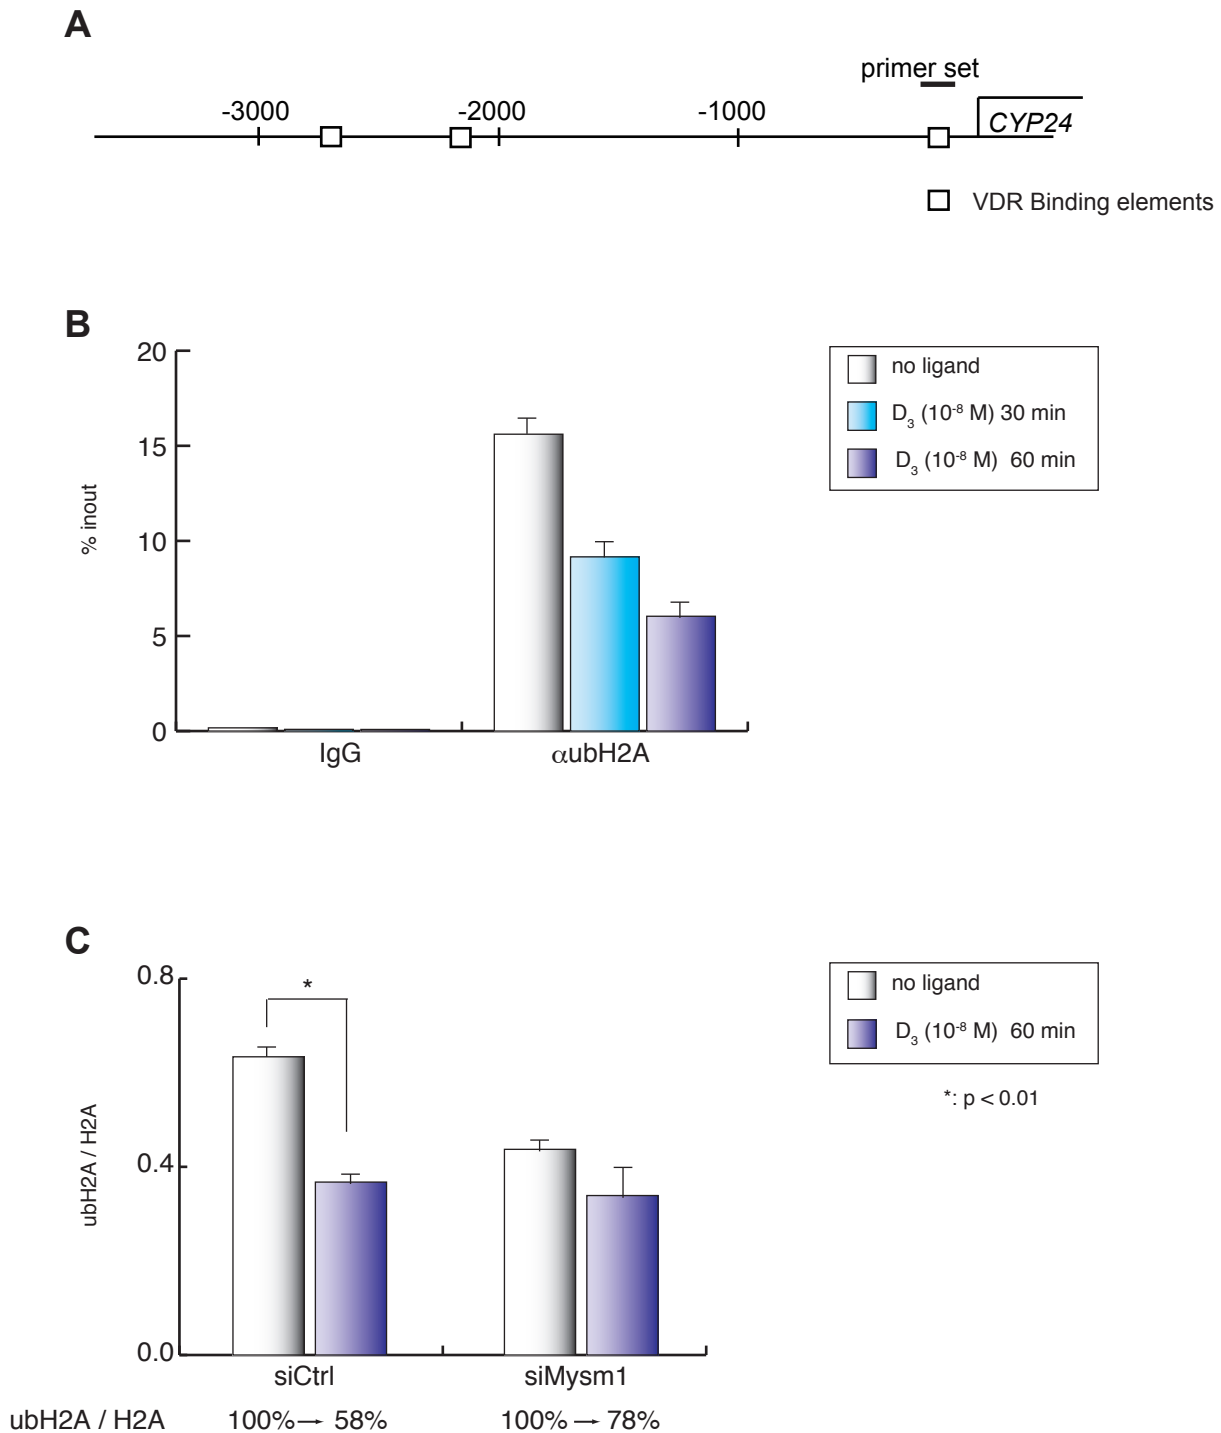 A
primer set
-3000 -2000 -1000
CYP24
VDR Binding elements
B
20
15
10
5
0
% inout
IgG αubH2A
no ligand
D3 (10-8 M) 30 min
D3 (10-8 M) 60 min
C
0.8
0.4
0.0
ubH2A / H2A
*
siCtrl siMysm1
ubH2A / H2A 100%→ 58% 100%→ 78%
no ligand
D3 (10-8 M) 60 min
*: p < 0.01